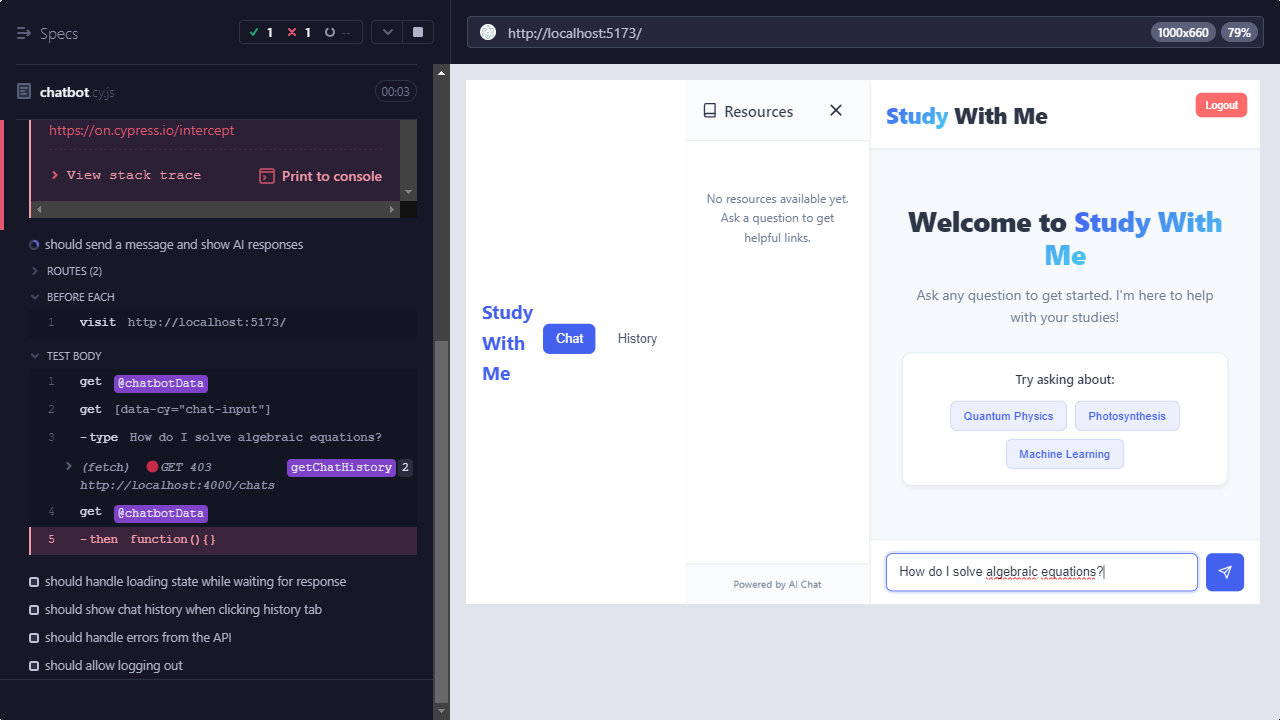 Specs
1
1
--
chatbot.cy.js
00:03
https://on.cypress.io/intercept
View stack trace
Print to console
should send a message and show AI responses
ROUTES (2)
BEFORE EACH
1 visit http://localhost:5173/
TEST BODY
1 get @chatbotData
2 get [data-cy="chat-input"]
3 -type How do I solve algebraic equations?
(fetch) GET 403 getChatHistory 2
http://localhost:4000/chats
4 get @chatbotData
5 -then function(){}
should handle loading state while waiting for response
should show chat history when clicking history tab
should handle errors from the API
should allow logging out
http://localhost:5173/
1000x660
79%
Study
With
Me
Chat
History
Resources
No resources available yet.
Ask a question to get
helpful links.
Powered by AI Chat
Study With Me
Logout
Welcome to Study With
Me
Ask any question to get started. I'm here to help
with your studies!
Try asking about:
Quantum Physics
Photosynthesis
Machine Learning
How do I solve algebraic equations?